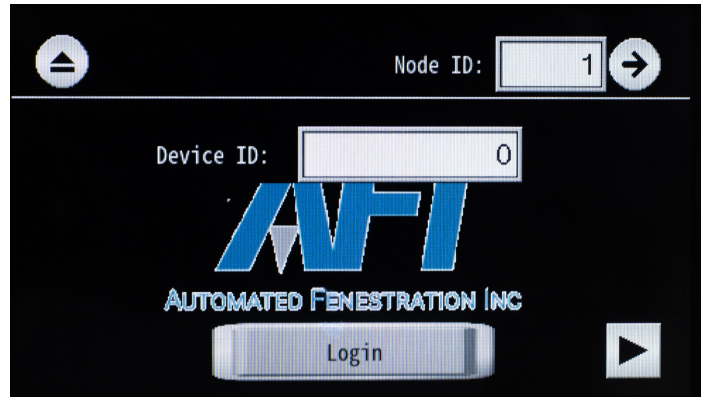 Node ID: 1
Device ID: 0
AFI
AUTOMATED FENESTRATION INC
Login